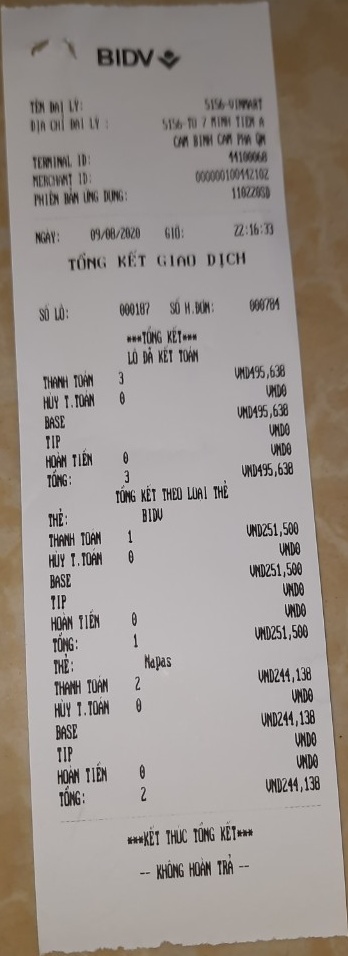 BIDV
TÊN ĐẠI LÝ: 5156-VINMART
ĐỊA CHỈ ĐẠI LÝ : 5156-TO 7 MINH TIEN A
CAM BINH CAM PHA QN
TERMINAL ID: 44100068
MERCHANT ID: 000000100442102
PHIÊN BẢN ỨNG DỤNG: 110220SD
NGÀY: 09/08/2020 GIỜ: 22:16:33
TỔNG KẾT GIAO DỊCH
SỐ LÔ: 000187 SỐ H.ĐƠN: 000784
***TỔNG KẾT***
LÔ ĐÃ KẾT TOÁN
THANH TOÁN 3 VND495,638
HỦY T.TOÁN 0 VND0
BASE VND495,638
TIP VND0
HOÀN TIỀN 0 VND0
TỔNG: 3 VND495,638
TỔNG KẾT THEO LOẠI THẺ
THẺ: BIDV
THANH TOÁN 1 VND251,500
HỦY T.TOÁN 0 VND0
BASE VND251,500
TIP VND0
HOÀN TIỀN 0 VND0
TỔNG: 1 VND251,500
THẺ: Napas
THANH TOÁN 2 VND244,138
HỦY T.TOÁN 0 VND0
BASE VND244,138
TIP VND0
HOÀN TIỀN 0 VND0
TỔNG: 2 VND244,138
***KẾT THÚC TỔNG KẾT***
-- KHÔNG HOÀN TRẢ --